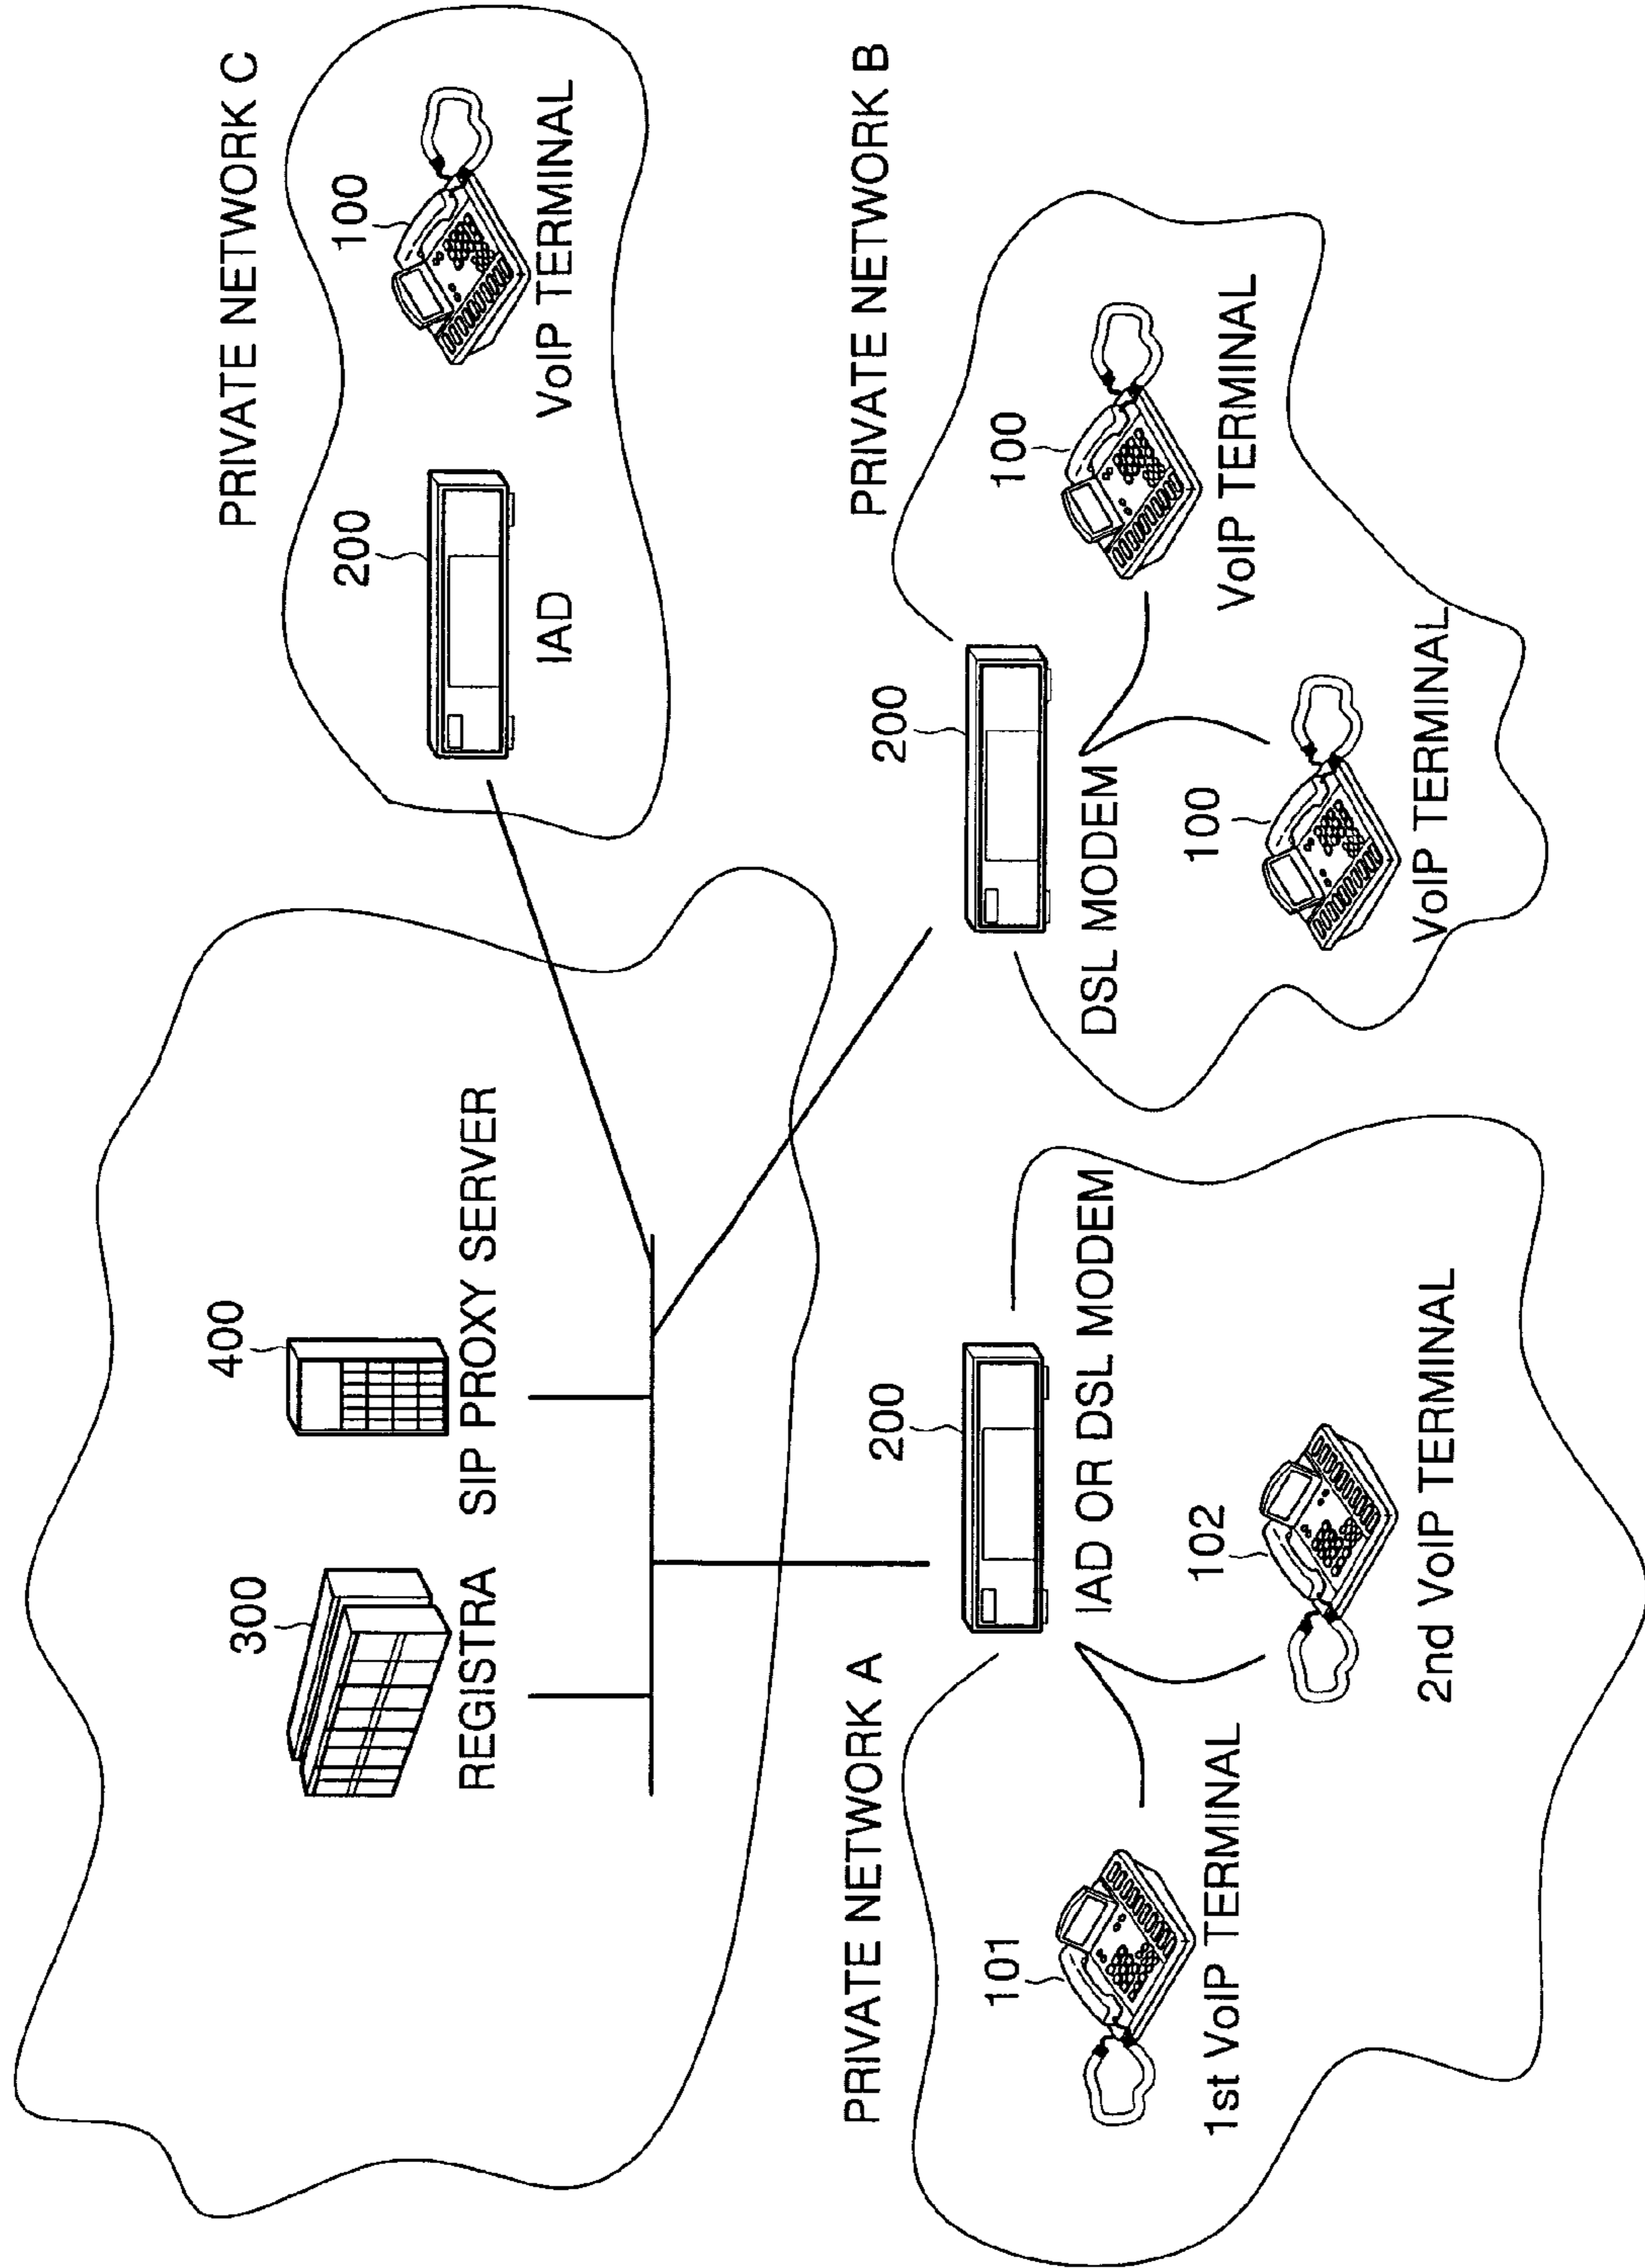 PRIVATE NETWORK C
300
400
200
100
REGISTRA
SIP PROXY SERVER
IAD
VoIP TERMINAL
PRIVATE NETWORK A
PRIVATE NETWORK B
200
200
101
100
IAD OR DSL MODEM
DSL MODEM
1st VoIP TERMINAL
102
100
VoIP TERMINAL
2nd VoIP TERMINAL
VoIP TERMINAL